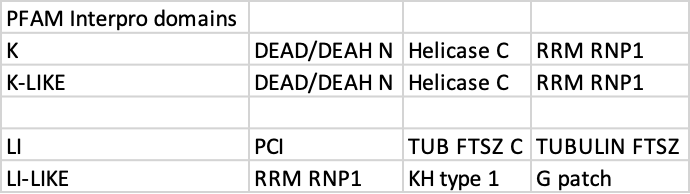 PFAM Interpro domains
K DEAD/DEAH N Helicase C RRM RNP1
K-LIKE DEAD/DEAH N Helicase C RRM RNP1
LI PCI TUB FTSZ C TUBULIN FTSZ
LI-LIKE RRM RNP1 KH type 1 G patch